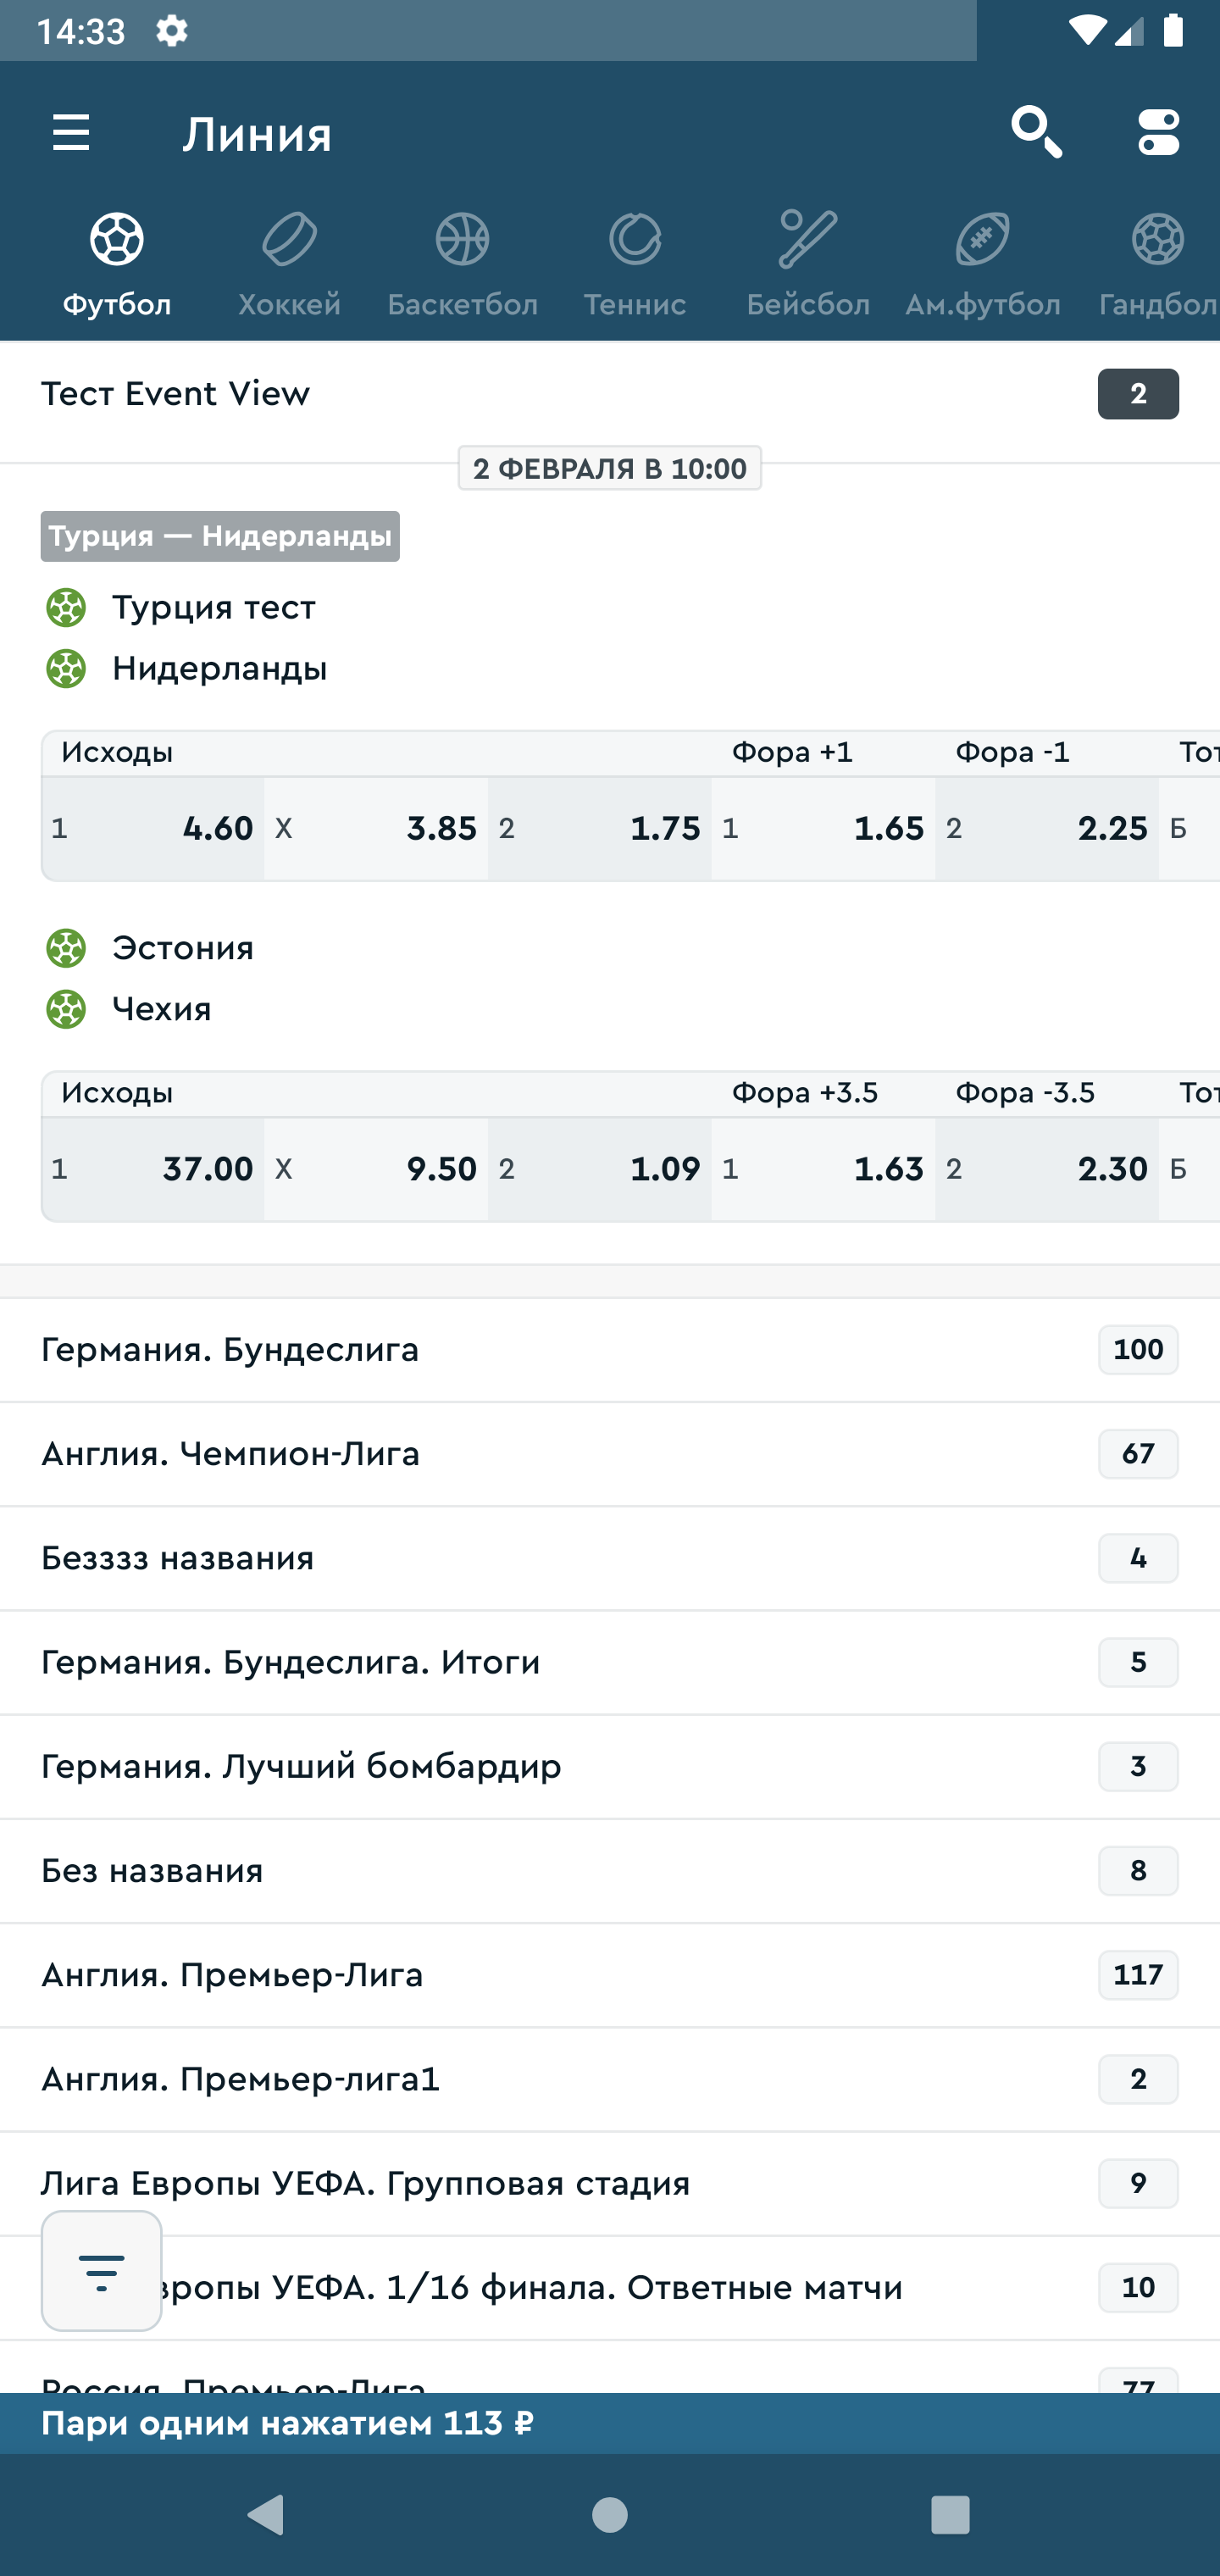 14:33
Линия
Футбол Хоккей Баскетбол Теннис Бейсбол Ам.футбол Гандбол
Тест Event View 2
2 ФЕВРАЛЯ В 10:00
Турция — Нидерланды
Турция тест
Нидерланды
Исходы Фора +1 Фора -1
1 4.60 X 3.85 2 1.75 1 1.65 2 2.25 Б
Эстония
Чехия
Исходы Фора +3.5 Фора -3.5
1 37.00 X 9.50 2 1.09 1 1.63 2 2.30 Б
Германия. Бундеслига 100
Англия. Чемпион-Лига 67
Безззз названия 4
Германия. Бундеслига. Итоги 5
Германия. Лучший бомбардир 3
Без названия 8
Англия. Премьер-Лига 117
Англия. Премьер-лига1 2
Лига Европы УЕФА. Групповая стадия 9
вропы УЕФА. 1/16 финала. Ответные матчи 10
Россия. Премьер-Лига 77
Пари одним нажатием 113 ₽